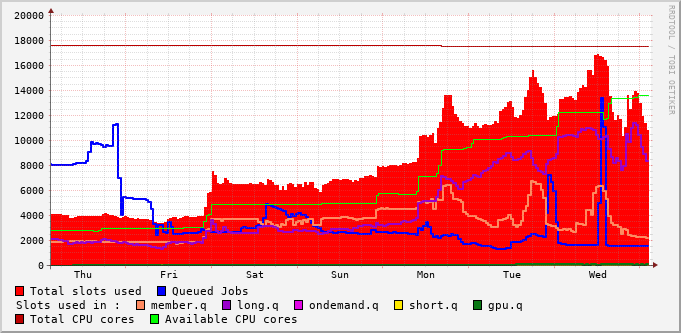 20000
18000
16000
14000
12000
10000
8000
6000
4000
2000
0
Thu Fri Sat Sun Mon Tue Wed
Total slots used Queued Jobs
Slots used in : member.q long.q ondemand.q short.q gpu.q
Total CPU cores Available CPU cores
RRDTOOL / TOBI OETIKER